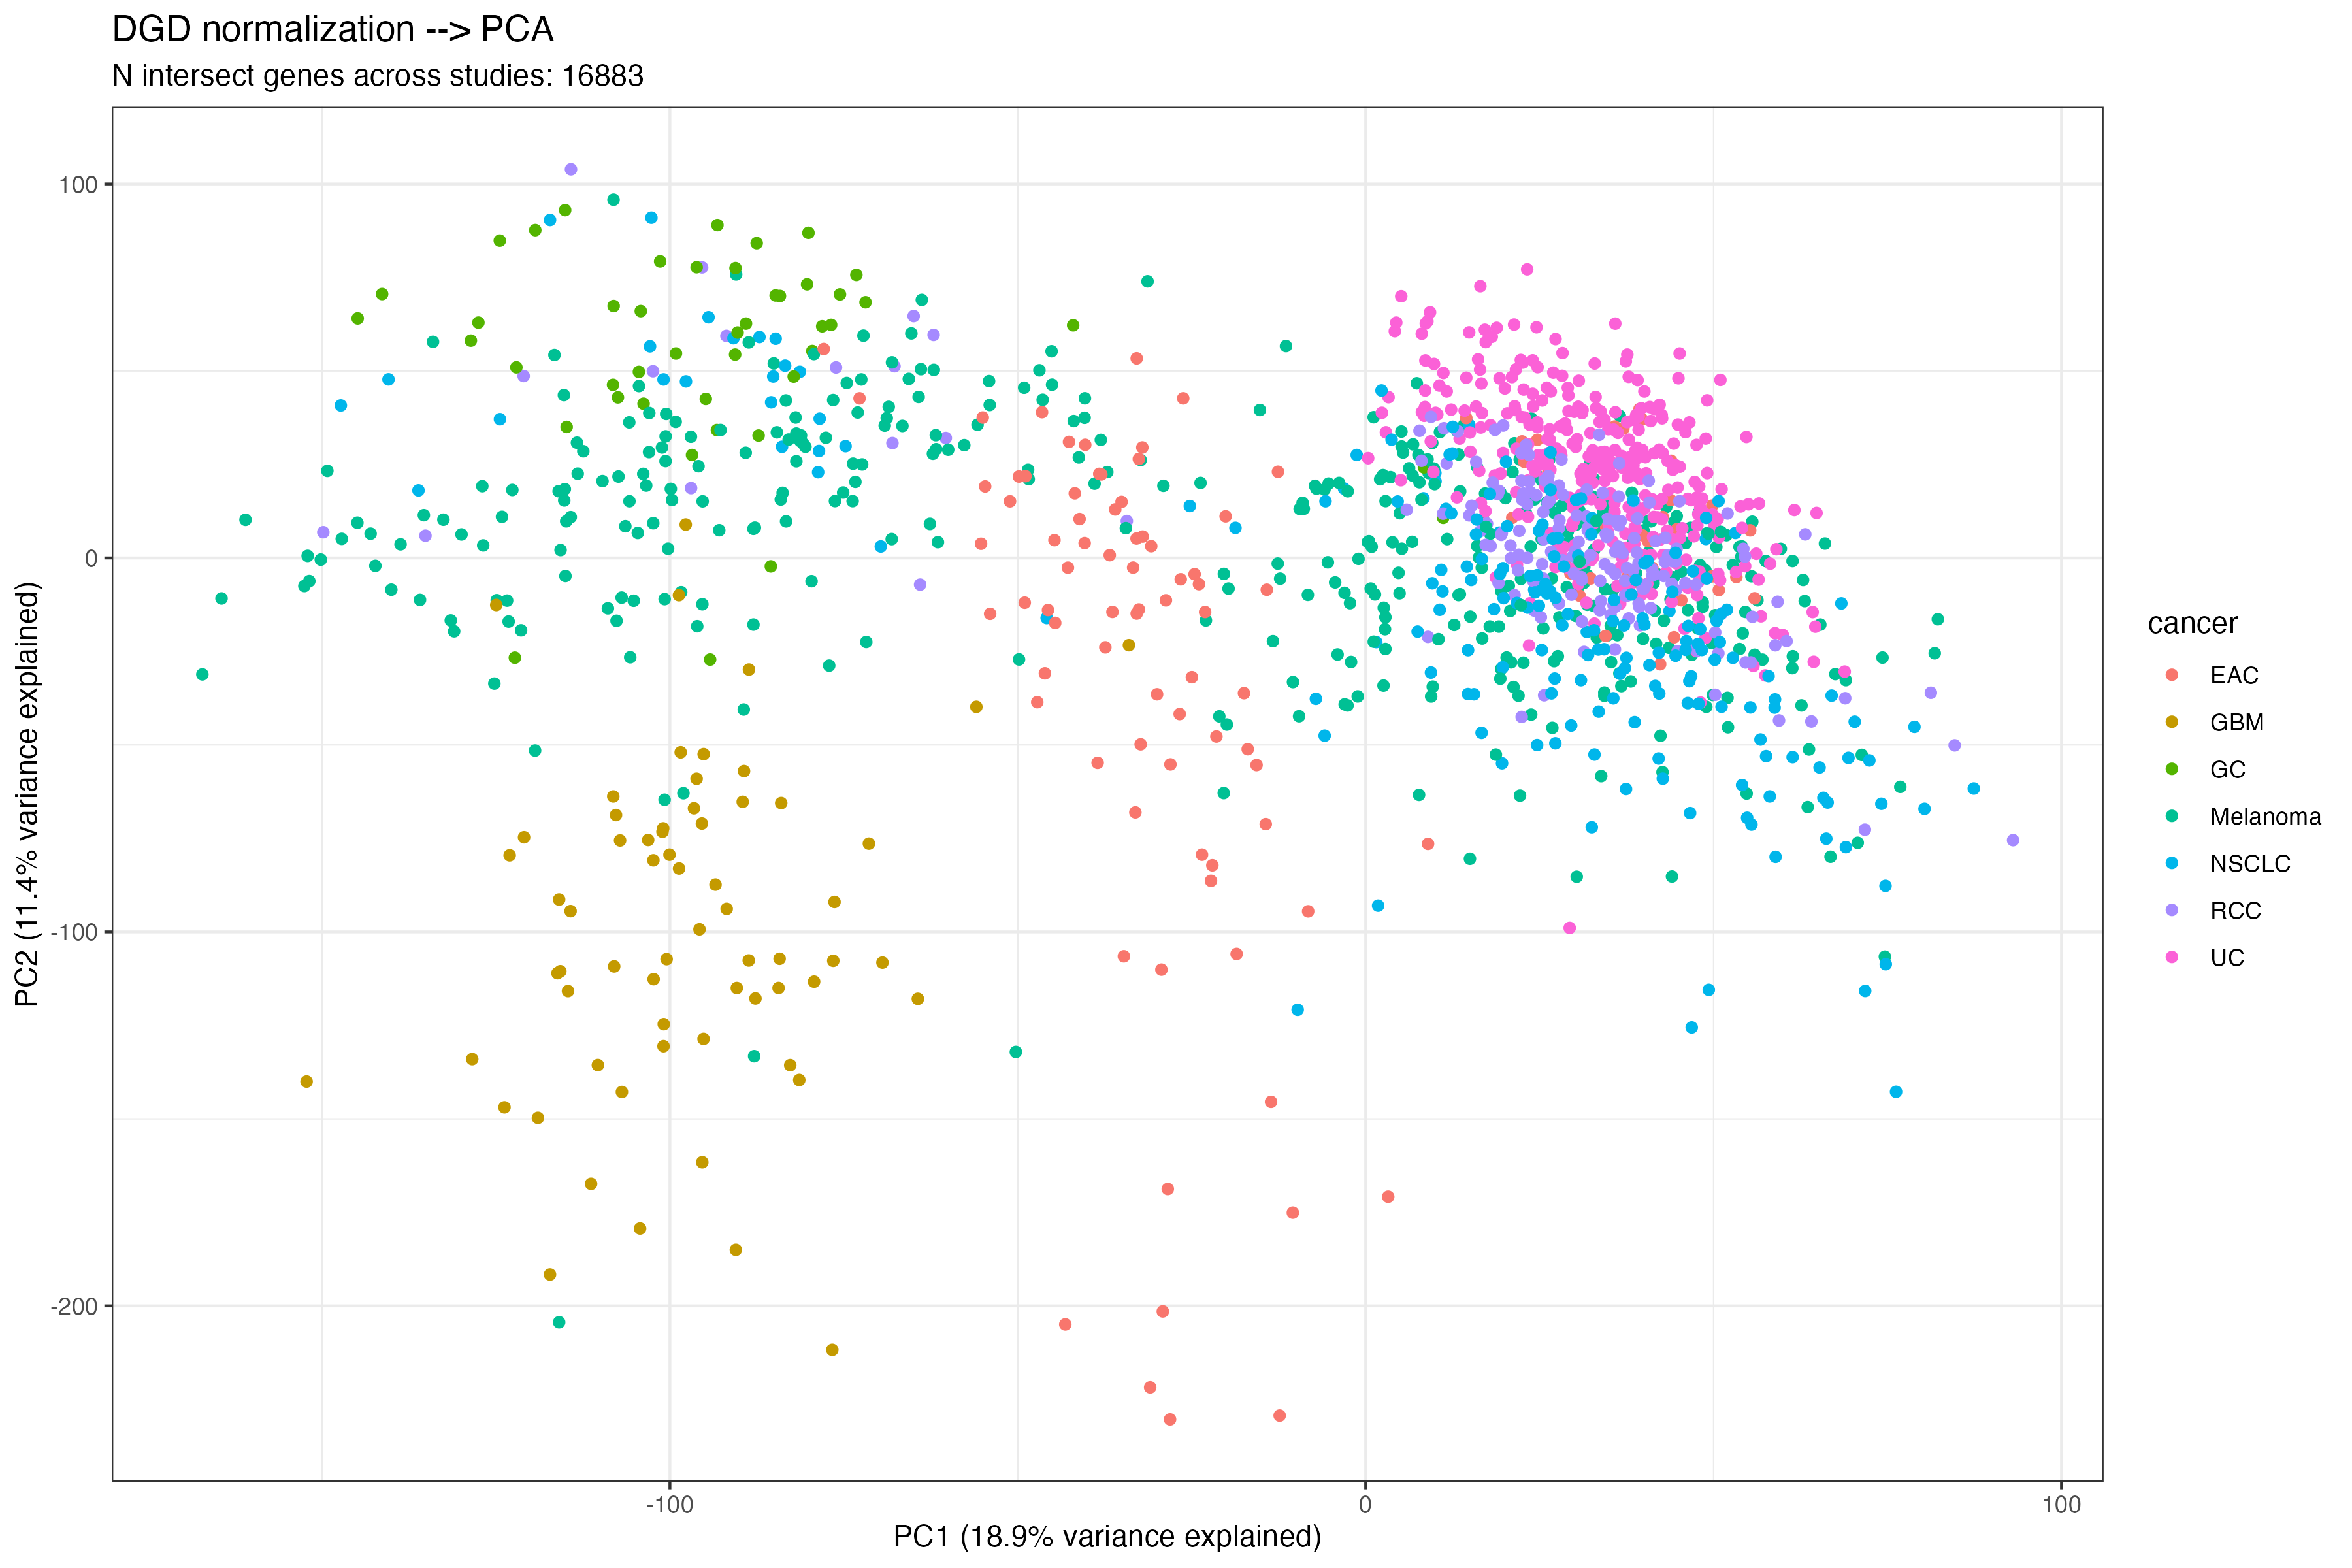 DGD normalization --> PCA
N intersect genes across studies: 16883
PC2 (11.4% variance explained)
100
0
-100
-200
-100
0
100
PC1 (18.9% variance explained)
cancer
EAC
GBM
GC
Melanoma
NSCLC
RCC
UC